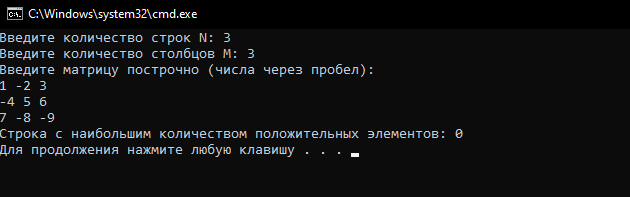 C:\Windows\system32\cmd.exe
Введите количество строк N: 3
Введите количество столбцов M: 3
Введите матрицу построчно (числа через пробел):
1 -2 3
-4 5 6
7 -8 -9
Строка с наибольшим количеством положительных элементов: 0
Для продолжения нажмите любую клавишу . . .